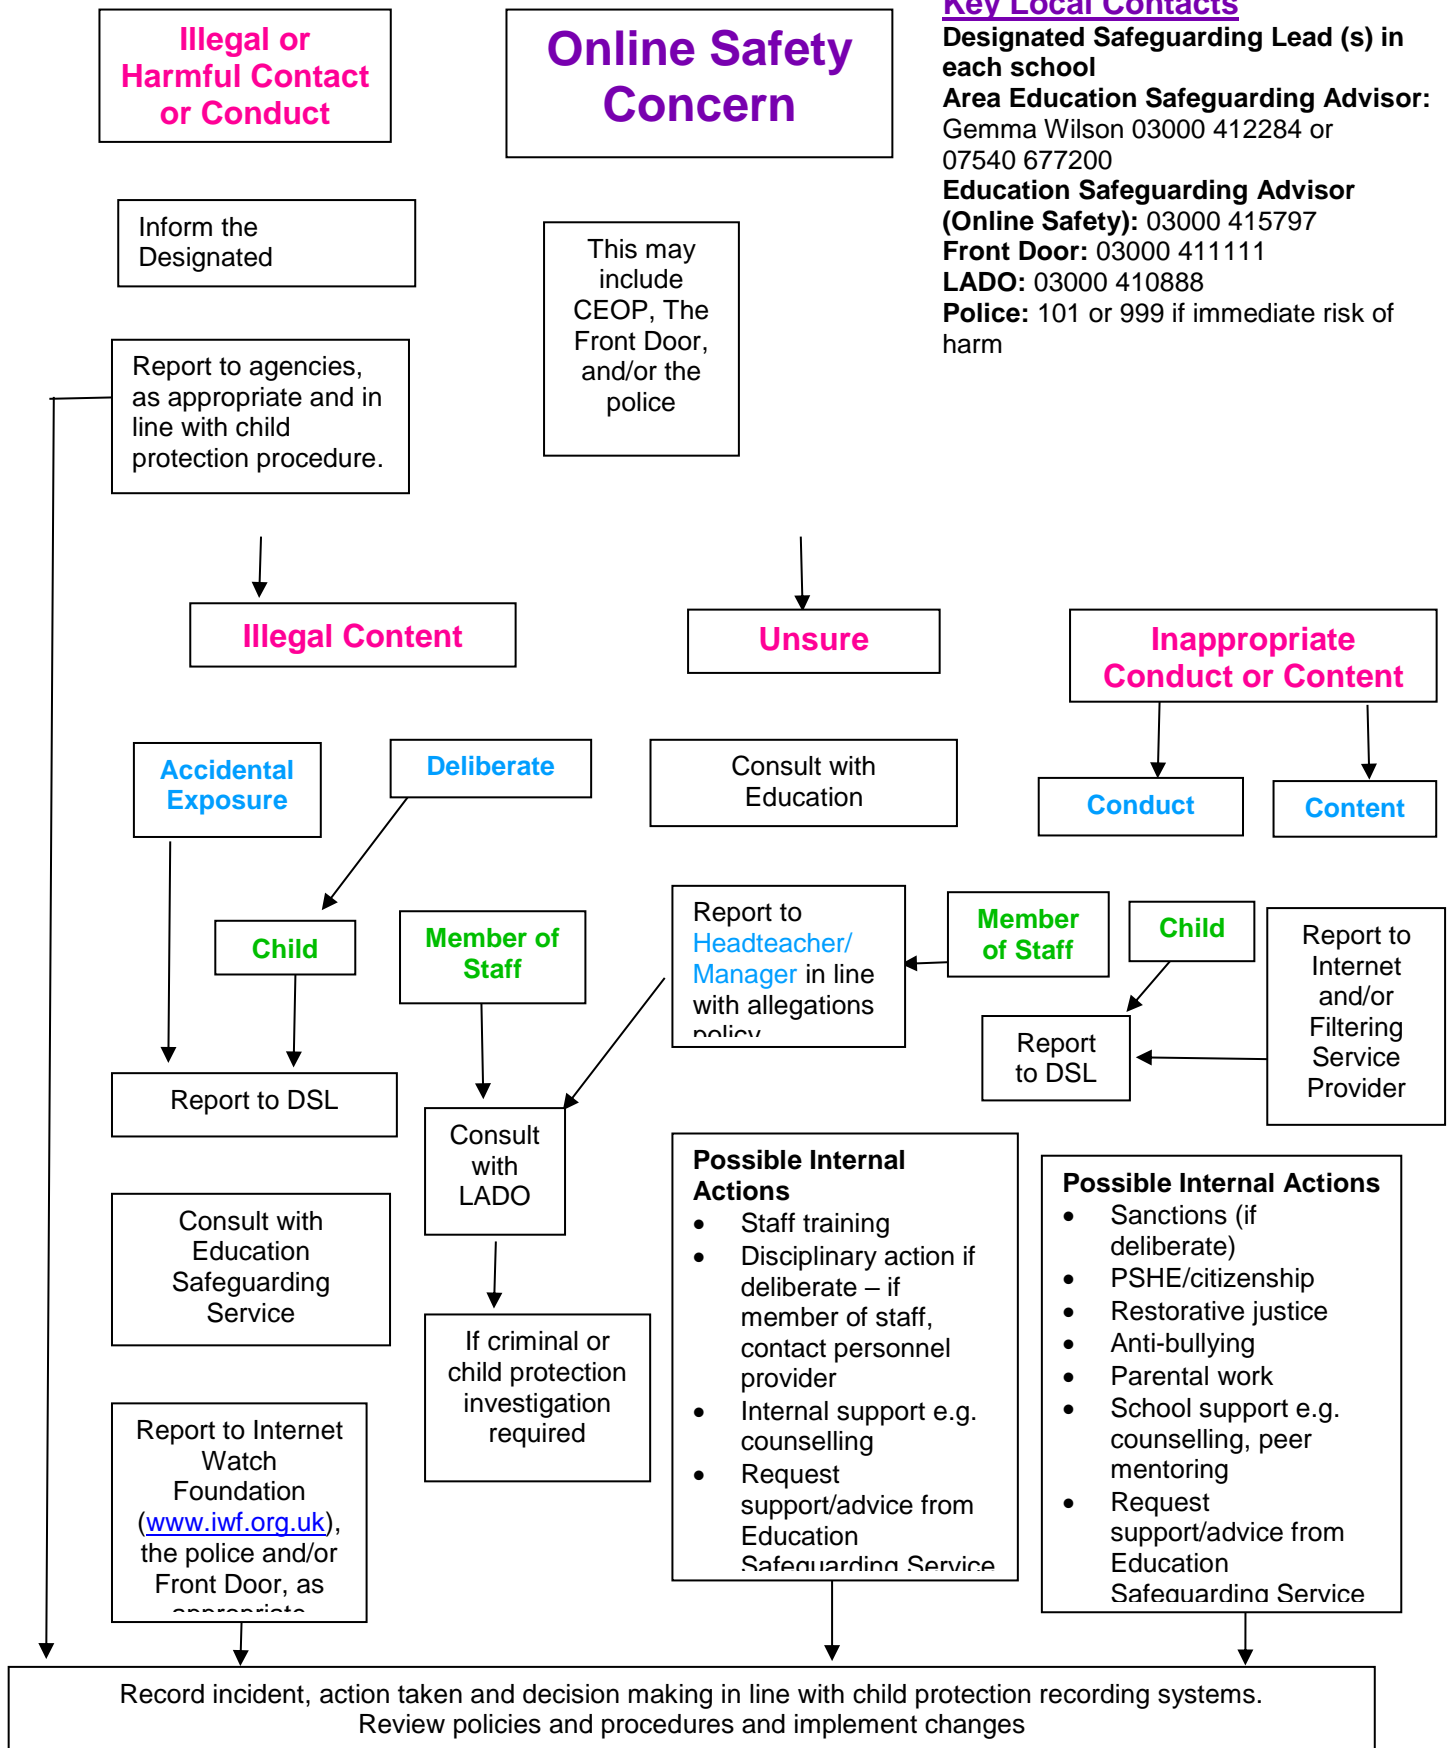 Illegal or
Harmful Contact
or Conduct
Online Safety
Concern
Key Local Contacts
Designated Safeguarding Lead (s) in
each school
Area Education Safeguarding Advisor:
Gemma Wilson 03000 412284 or
07540 677200
Education Safeguarding Advisor
(Online Safety): 03000 415797
Front Door: 03000 411111
LADO: 03000 410888
Police: 101 or 999 if immediate risk of
harm
Inform the
Designated
This may
include
CEOP, The
Front Door,
and/or the
police
Report to agencies,
as appropriate and in
line with child
protection procedure.
Illegal Content
Unsure
Inappropriate
Conduct or Content
Accidental
Exposure
Deliberate
Consult with
Education
Conduct
Content
Child
Member of
Staff
Report to
Headteacher/
Manager in line
with allegations
policy
Member
of Staff
Child
Report to
Internet
and/or
Filtering
Service
Provider
Report
to DSL
Report to DSL
Consult
with
LADO
Consult with
Education
Safeguarding
Service
If criminal or
child protection
investigation
required
Report to Internet
Watch
Foundation
(www.iwf.org.uk),
the police and/or
Front Door, as
appropriate
Possible Internal
Actions
• Staff training
• Disciplinary action if
deliberate – if
member of staff,
contact personnel
provider
• Internal support e.g.
counselling
• Request
support/advice from
Education
Safeguarding Service
Possible Internal Actions
• Sanctions (if
deliberate)
• PSHE/citizenship
• Restorative justice
• Anti-bullying
• Parental work
• School support e.g.
counselling, peer
mentoring
• Request
support/advice from
Education
Safeguarding Service
Record incident, action taken and decision making in line with child protection recording systems.
Review policies and procedures and implement changes